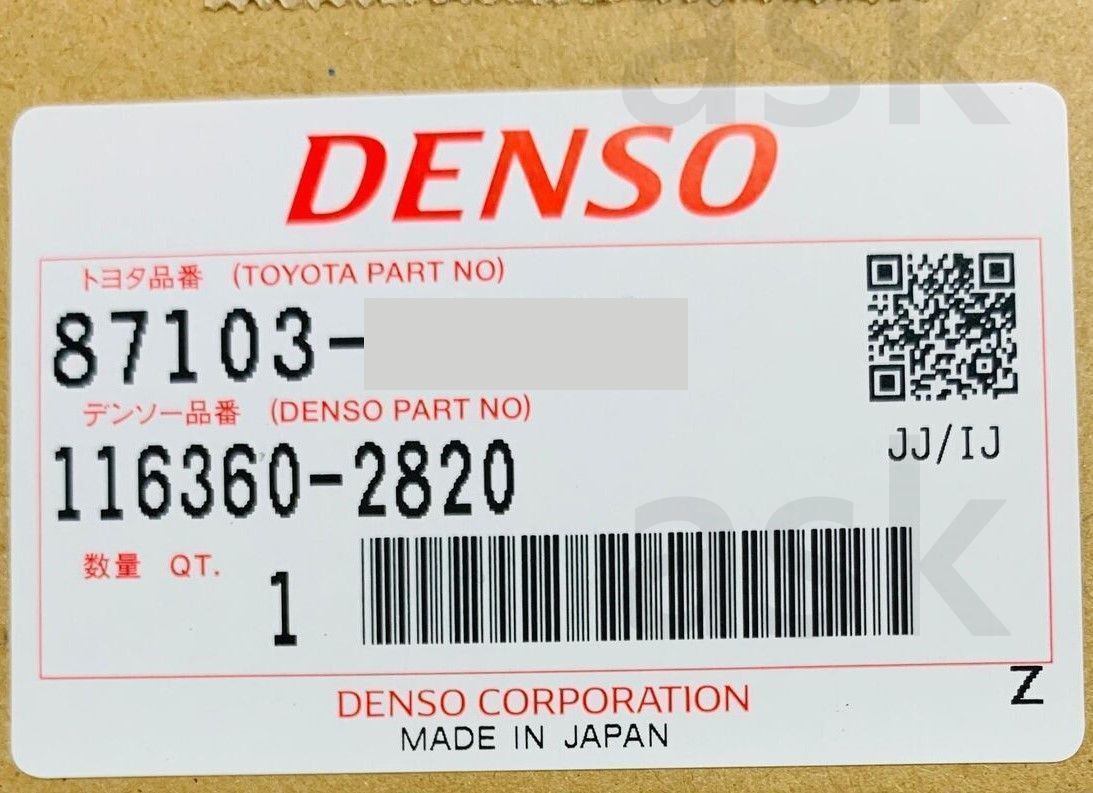 ask
DENSO
トヨタ品番 (TOYOTA PART NO)
87103-
デンソー品番 (DENSO PART NO)
116360-2820
JJ/IJ
ask
数量 QT.
1
Z
DENSO CORPORATION
MADE IN JAPAN